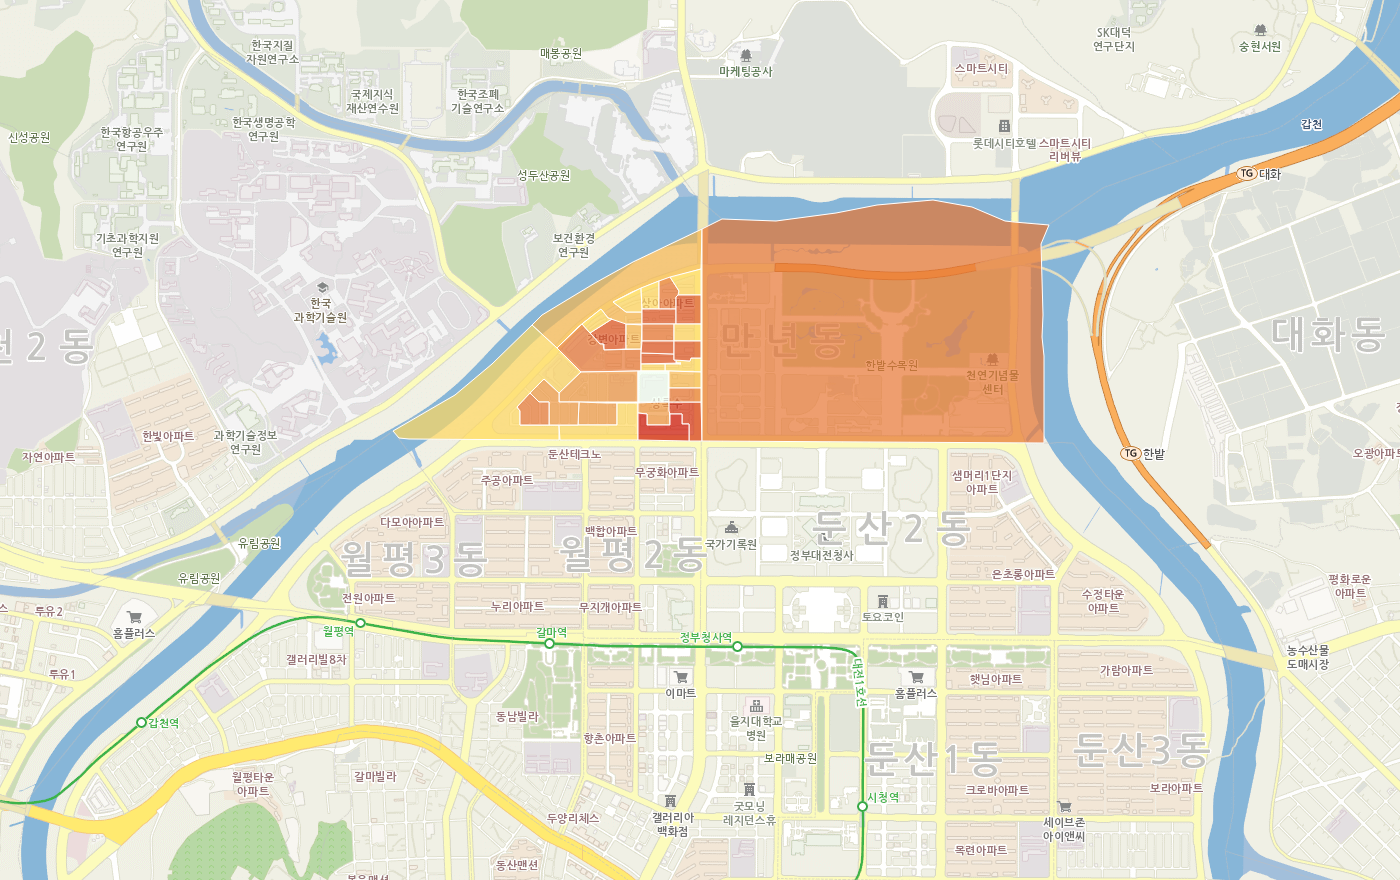 한국지질
자원연구소
매봉공원
마케팅공사
SK대덕
연구단지
숭현서원
스마트시티
국제지식
재산연수원
한국조폐
기술연구소
신성공원
한국항공우주
연구원
한국생명공학
연구원
갑천
롯데시티호텔
스마트시티
리버뷰
성두산공원
TG 대화
기초과학지원
연구원
보건환경
연구원
한국
과학기술원
상아아파트
강변아파트
만년동
대화동
한밭수목원
천연기념물
센터
상록수
한빛아파트
과학기술정보
연구원
자연아파트
TG 한밭
둔산테크노
무궁화아파트
주공아파트
샘머리1단지
아파트
다모아아파트
백합아파트
국가기록원
둔산2동
정부대전청사
유림공원
월평3동
월평2동
유림공원
은초롱아파트
수정타운
아파트
평화로운
아파트
전원아파트
누리아파트
무지개아파트
토요코인
투유2
홈플러스
월평역
갈마역
정부청사역
농수산물
도매시장
갤러리빌8차
대전1호선
투유1
이마트
홈플러스
햇님아파트
가람아파트
갑천역
동남빌라
을지대학교
병원
향촌아파트
보라매공원
둔산1동
둔산3동
월평타운
아파트
갈마빌라
크로바아파트
보라아파트
굿모닝
레지던스휴
시청역
두양리체스
갤러리아
백화점
세이브존
아이앤씨
동산맨션
목련아파트